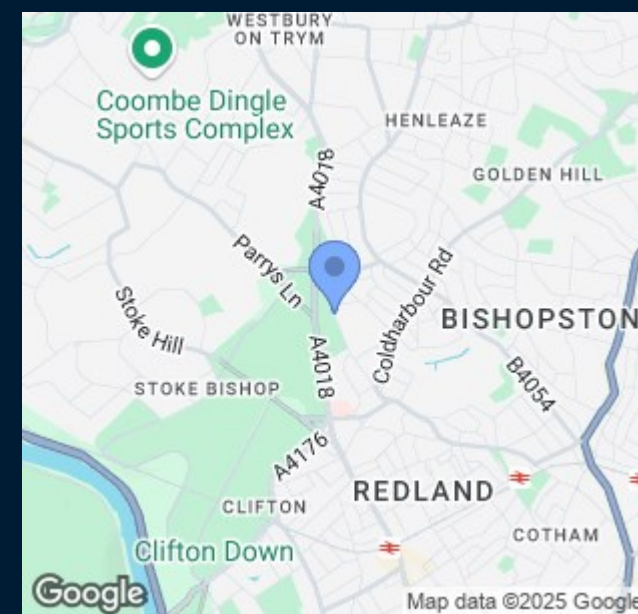 WESTBURY
ON TRYM
Coombe Dingle
Sports Complex
HENLEAZE
A4018
GOLDEN HILL
Parrys Ln
Coldharbour Rd
Stoke Hill
BISHOPSTON
A4018
STOKE BISHOP
B4054
A4176
REDLAND
CLIFTON
COTHAM
Clifton Down
Google
Map data ©2025 Google